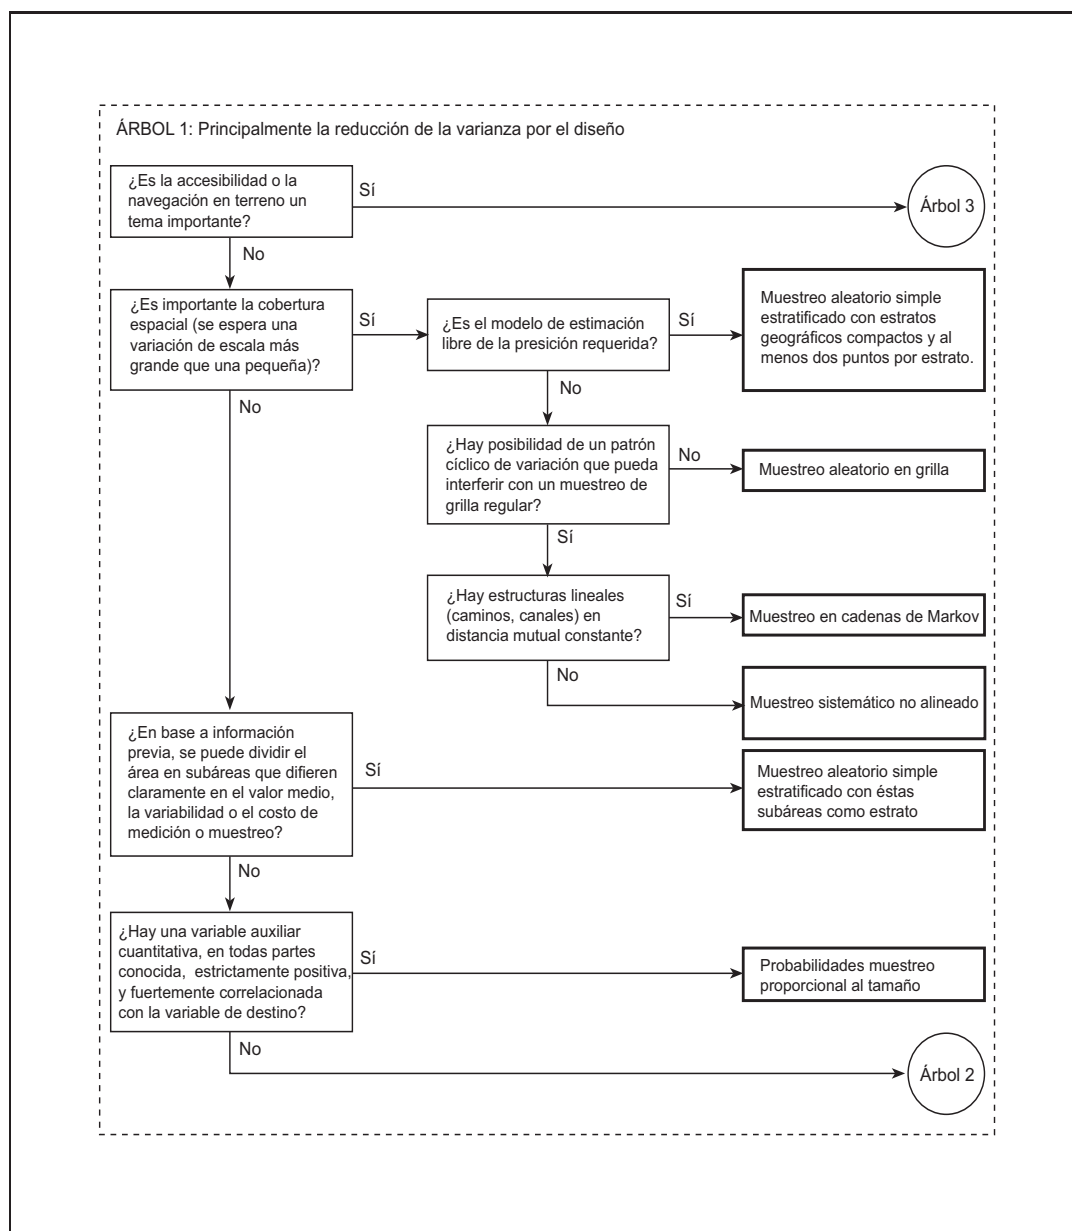 ÁRBOL 1: Principalmente la reducción de la varianza por el diseño
¿Es la accesibilidad o la
navegación en terreno un
tema importante?
Sí
Árbol 3
No
¿Es importante la cobertura
espacial (se espera una
variación de escala más
grande que una pequeña)?
Sí
¿Es el modelo de estimación
libre de la presición requerida?
Sí
Muestreo aleatorio simple
estratificado con estratos
geográficos compactos y al
menos dos puntos por estrato.
No
No
¿Hay posibilidad de un patrón
cíclico de variación que pueda
interferir con un muestreo de
grilla regular?
No
Muestreo aleatorio en grilla
Sí
¿Hay estructuras lineales
(caminos, canales) en
distancia mutual constante?
Sí
Muestreo en cadenas de Markov
No
Muestreo sistemático no alineado
¿En base a información
previa, se puede dividir el
área en subáreas que difieren
claramente en el valor medio,
la variabilidad o el costo de
medición o muestreo?
Sí
Muestreo aleatorio simple
estratificado con éstas
subáreas como estrato
No
¿Hay una variable auxiliar
cuantitativa, en todas partes
conocida, estrictamente positiva,
y fuertemente correlacionada
con la variable de destino?
Sí
Probabilidades muestreo
proporcional al tamaño
No
Árbol 2